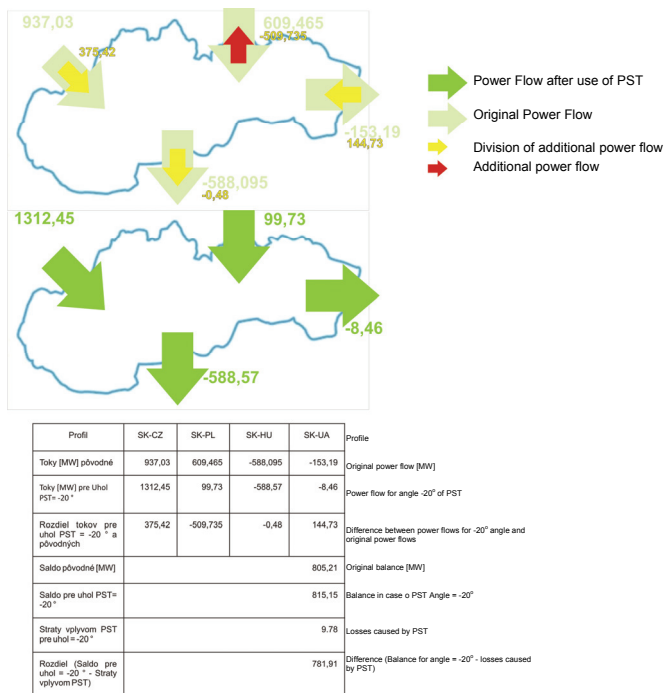 937,03
609,465
-509,735
375,42
-153,19
144,73
-588,095
-0,48
Power Flow after use of PST
Original Power Flow
Division of additional power flow
Additional power flow
1312,45
99,73
-8,46
-588,57
Profil SK-CZ SK-PL SK-HU SK-UA Profile
Toky [MW] pôvodné 937,03 609,465 -588,095 -153,19 Original power flow [MW]
Toky [MW] pre Uhol
PST= -20 ° 1312,45 99,73 -588,57 -8,46 Power flow for angle -20° of PST
Rozdiel tokov pre
uhol PST = -20 ° a
pôvodných
375,42 -509,735 -0,48 144,73
Difference between power flows for -20° angle and
original power flows
Saldo pôvodné [MW] 805,21 Original balance [MW]
Saldo pre uhol PST=
-20 ° 815,15 Balance in case o PST Angle = -20°
Straty vplyvom PST
pre uhol = -20 ° 9.78 Losses caused by PST
Rozdiel (Saldo pre
uhol = -20 ° - Straty
vplyvom PST)
781,91
Difference (Balance for angle = -20° - losses caused
by PST)